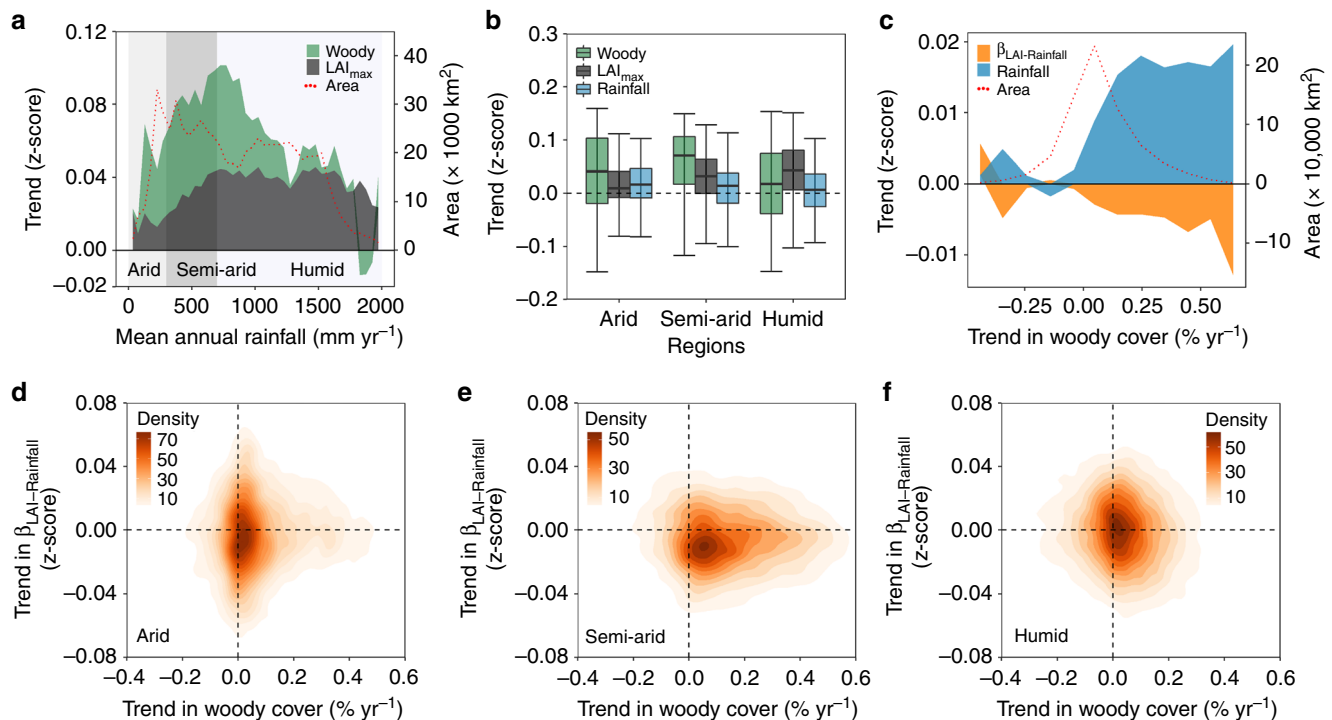 a
0.12
0.08
0.04
0.00
−0.02
Trend (z-score)
Woody
LAImax
Area
40
30
20
10
0
Area (× 1000 km²)
Arid
Semi-arid
Humid
0
500
1000
1500
2000
Mean annual rainfall (mm yr⁻¹)
b
0.3
0.2
0.1
0.0
−0.1
−0.2
Trend (z-score)
Woody
LAImax
Rainfall
Arid
Semi-arid
Humid
Regions
c
0.02
0.01
0.00
−0.01
Trend (z-score)
βLAI-Rainfall
Rainfall
Area
20
10
0
−10
Area (× 10,000 km²)
−0.25
0.00
0.25
0.50
Trend in woody cover (% yr⁻¹)
d
0.08
0.04
0.00
−0.04
−0.08
Trend in βLAI–Rainfall
(z-score)
Density
70
50
30
10
Arid
−0.4
−0.2
0.0
0.2
0.4
0.6
Trend in woody cover (% yr⁻¹)
e
0.08
0.04
0.00
−0.04
−0.08
Trend in βLAI–Rainfall
(z-score)
Density
50
30
10
Semi-arid
−0.4
−0.2
0.0
0.2
0.4
0.6
Trend in woody cover (% yr⁻¹)
f
0.08
0.04
0.00
−0.04
−0.08
Trend in βLAI–Rainfall
(z-score)
Density
50
30
10
Humid
−0.4
−0.2
0.0
0.2
0.4
0.6
Trend in woody cover (% yr⁻¹)